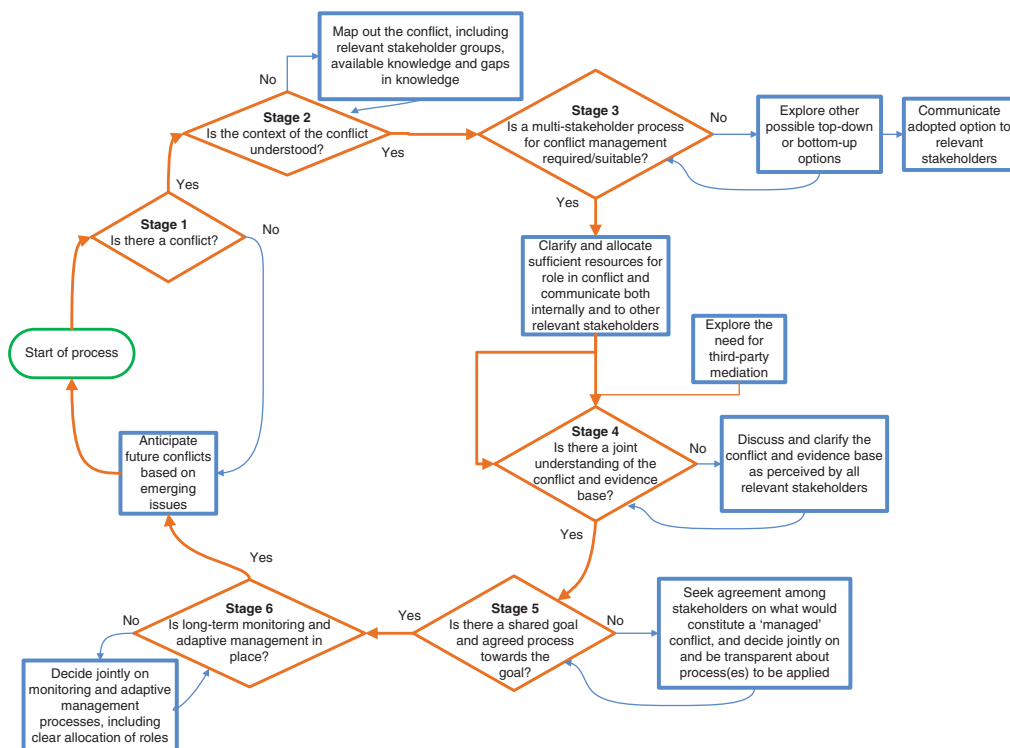 Map out the conflict, including
relevant stakeholder groups,
available knowledge and gaps
in knowledge
No
Stage 2
Is the context of the conflict
understood?
Yes
Stage 3
Is a multi-stakeholder process
for conflict management
required/suitable?
No
Yes
Explore other
possible top-down
or bottom-up
options
Communicate
adopted option to
relevant
stakeholders
Yes
Stage 1
Is there a conflict?
No
Start of process
Clarify and allocate
sufficient resources for
role in conflict and
communicate both
internally and to other
relevant stakeholders
Explore the
need for
third-party
mediation
Stage 4
Is there a joint
understanding of the
conflict and evidence
base?
No
Yes
Discuss and clarify the
conflict and evidence base
as perceived by all
relevant stakeholders
Anticipate
future conflicts
based on
emerging
issues
Yes
Stage 6
Is long-term monitoring and
adaptive management in
place?
No
Yes
Stage 5
Is there a shared goal
and agreed process
towards the
goal?
No
Seek agreement among
stakeholders on what would
constitute a ‘managed’
conflict, and decide jointly on
and be transparent about
process(es) to be applied
Decide jointly on
monitoring and adaptive
management
processes, including
clear allocation of roles